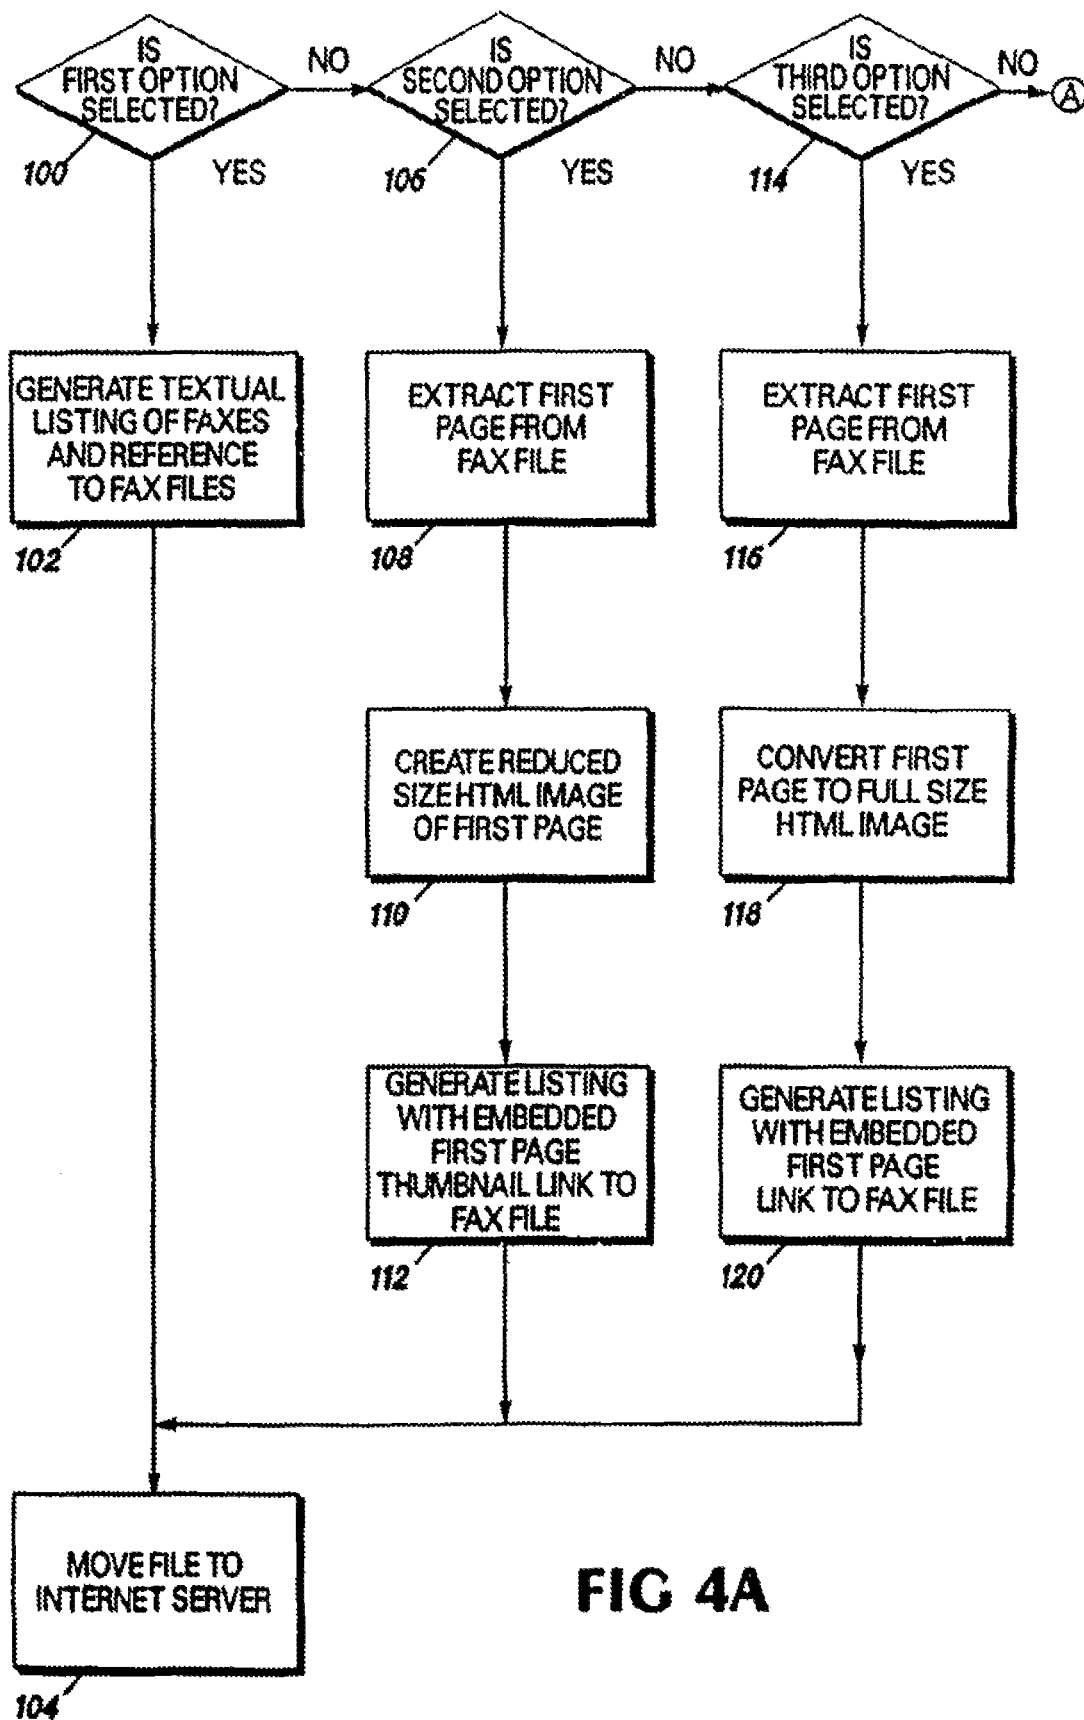 IS
FIRST OPTION
SELECTED?
NO
IS
SECOND OPTION
SELECTED?
NO
IS
THIRD OPTION
SELECTED?
NO
A
100
YES
106
YES
114
YES
GENERATE TEXTUAL
LISTING OF FAXES
AND REFERENCE
TO FAX FILES
102
EXTRACT FIRST
PAGE FROM
FAX FILE
108
EXTRACT FIRST
PAGE FROM
FAX FILE
116
CREATE REDUCED
SIZE HTML IMAGE
OF FIRST PAGE
110
CONVERT FIRST
PAGE TO FULL SIZE
HTML IMAGE
118
GENERATE LISTING
WITH EMBEDDED
FIRST PAGE
THUMBNAIL LINK TO
FAX FILE
112
GENERATE LISTING
WITH EMBEDDED
FIRST PAGE
LINK TO FAX FILE
120
MOVE FILE TO
INTERNET SERVER
104
FIG 4A